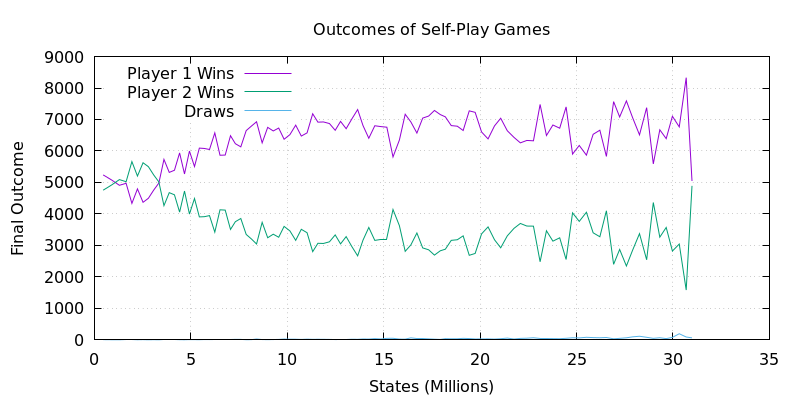 Outcomes of Self-Play Games
9000
8000
7000
6000
5000
4000
3000
2000
1000
0
Final Outcome
Player 1 Wins
Player 2 Wins
Draws
0 5 10 15 20 25 30 35
States (Millions)